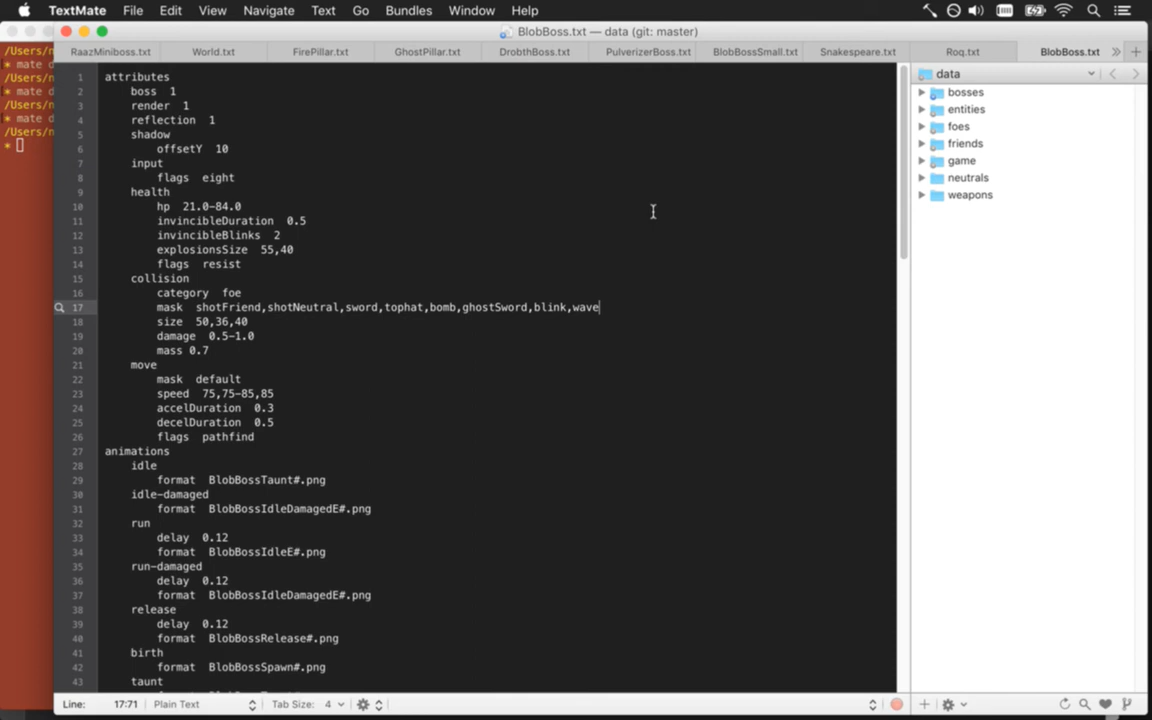 TextMate File Edit View Navigate Text Go Bundles Window Help
BlobBoss.txt — data (git: master)
RaazMiniboss.txt World.txt FirePillar.txt GhostPillar.txt DrobthBoss.txt PulverizerBoss.txt BlobBossSmall.txt Snakespeare.txt Roq.txt BlobBoss.txt
/Users/n
* mate d
/Users/n
* mate d
/Users/n
* mate d
/Users/n
*
1 attributes
2 boss 1
3 render 1
4 reflection 1
5 shadow
6 offsetY 10
7 input
8 flags eight
9 health
10 hp 21.0-84.0
11 invincibleDuration 0.5
12 invincibleBlinks 2
13 explosionsSize 55,40
14 flags resist
15 collision
16 category foe
17 mask shotFriend,shotNeutral,sword,tophat,bomb,ghostSword,blink,wave
18 size 50,36,40
19 damage 0.5-1.0
20 mass 0.7
21 move
22 mask default
23 speed 75,75-85,85
24 accelDuration 0.3
25 decelDuration 0.5
26 flags pathfind
27 animations
28 idle
29 format BlobBossTaunt#.png
30 idle-damaged
31 format BlobBossIdleDamagedE#.png
32 run
33 delay 0.12
34 format BlobBossIdleE#.png
35 run-damaged
36 delay 0.12
37 format BlobBossIdleDamagedE#.png
38 release
39 delay 0.12
40 format BlobBossRelease#.png
41 birth
42 format BlobBossSpawn#.png
43 taunt
data
bosses
entities
foes
friends
game
neutrals
weapons
Line: 17:71 Plain Text Tab Size: 4